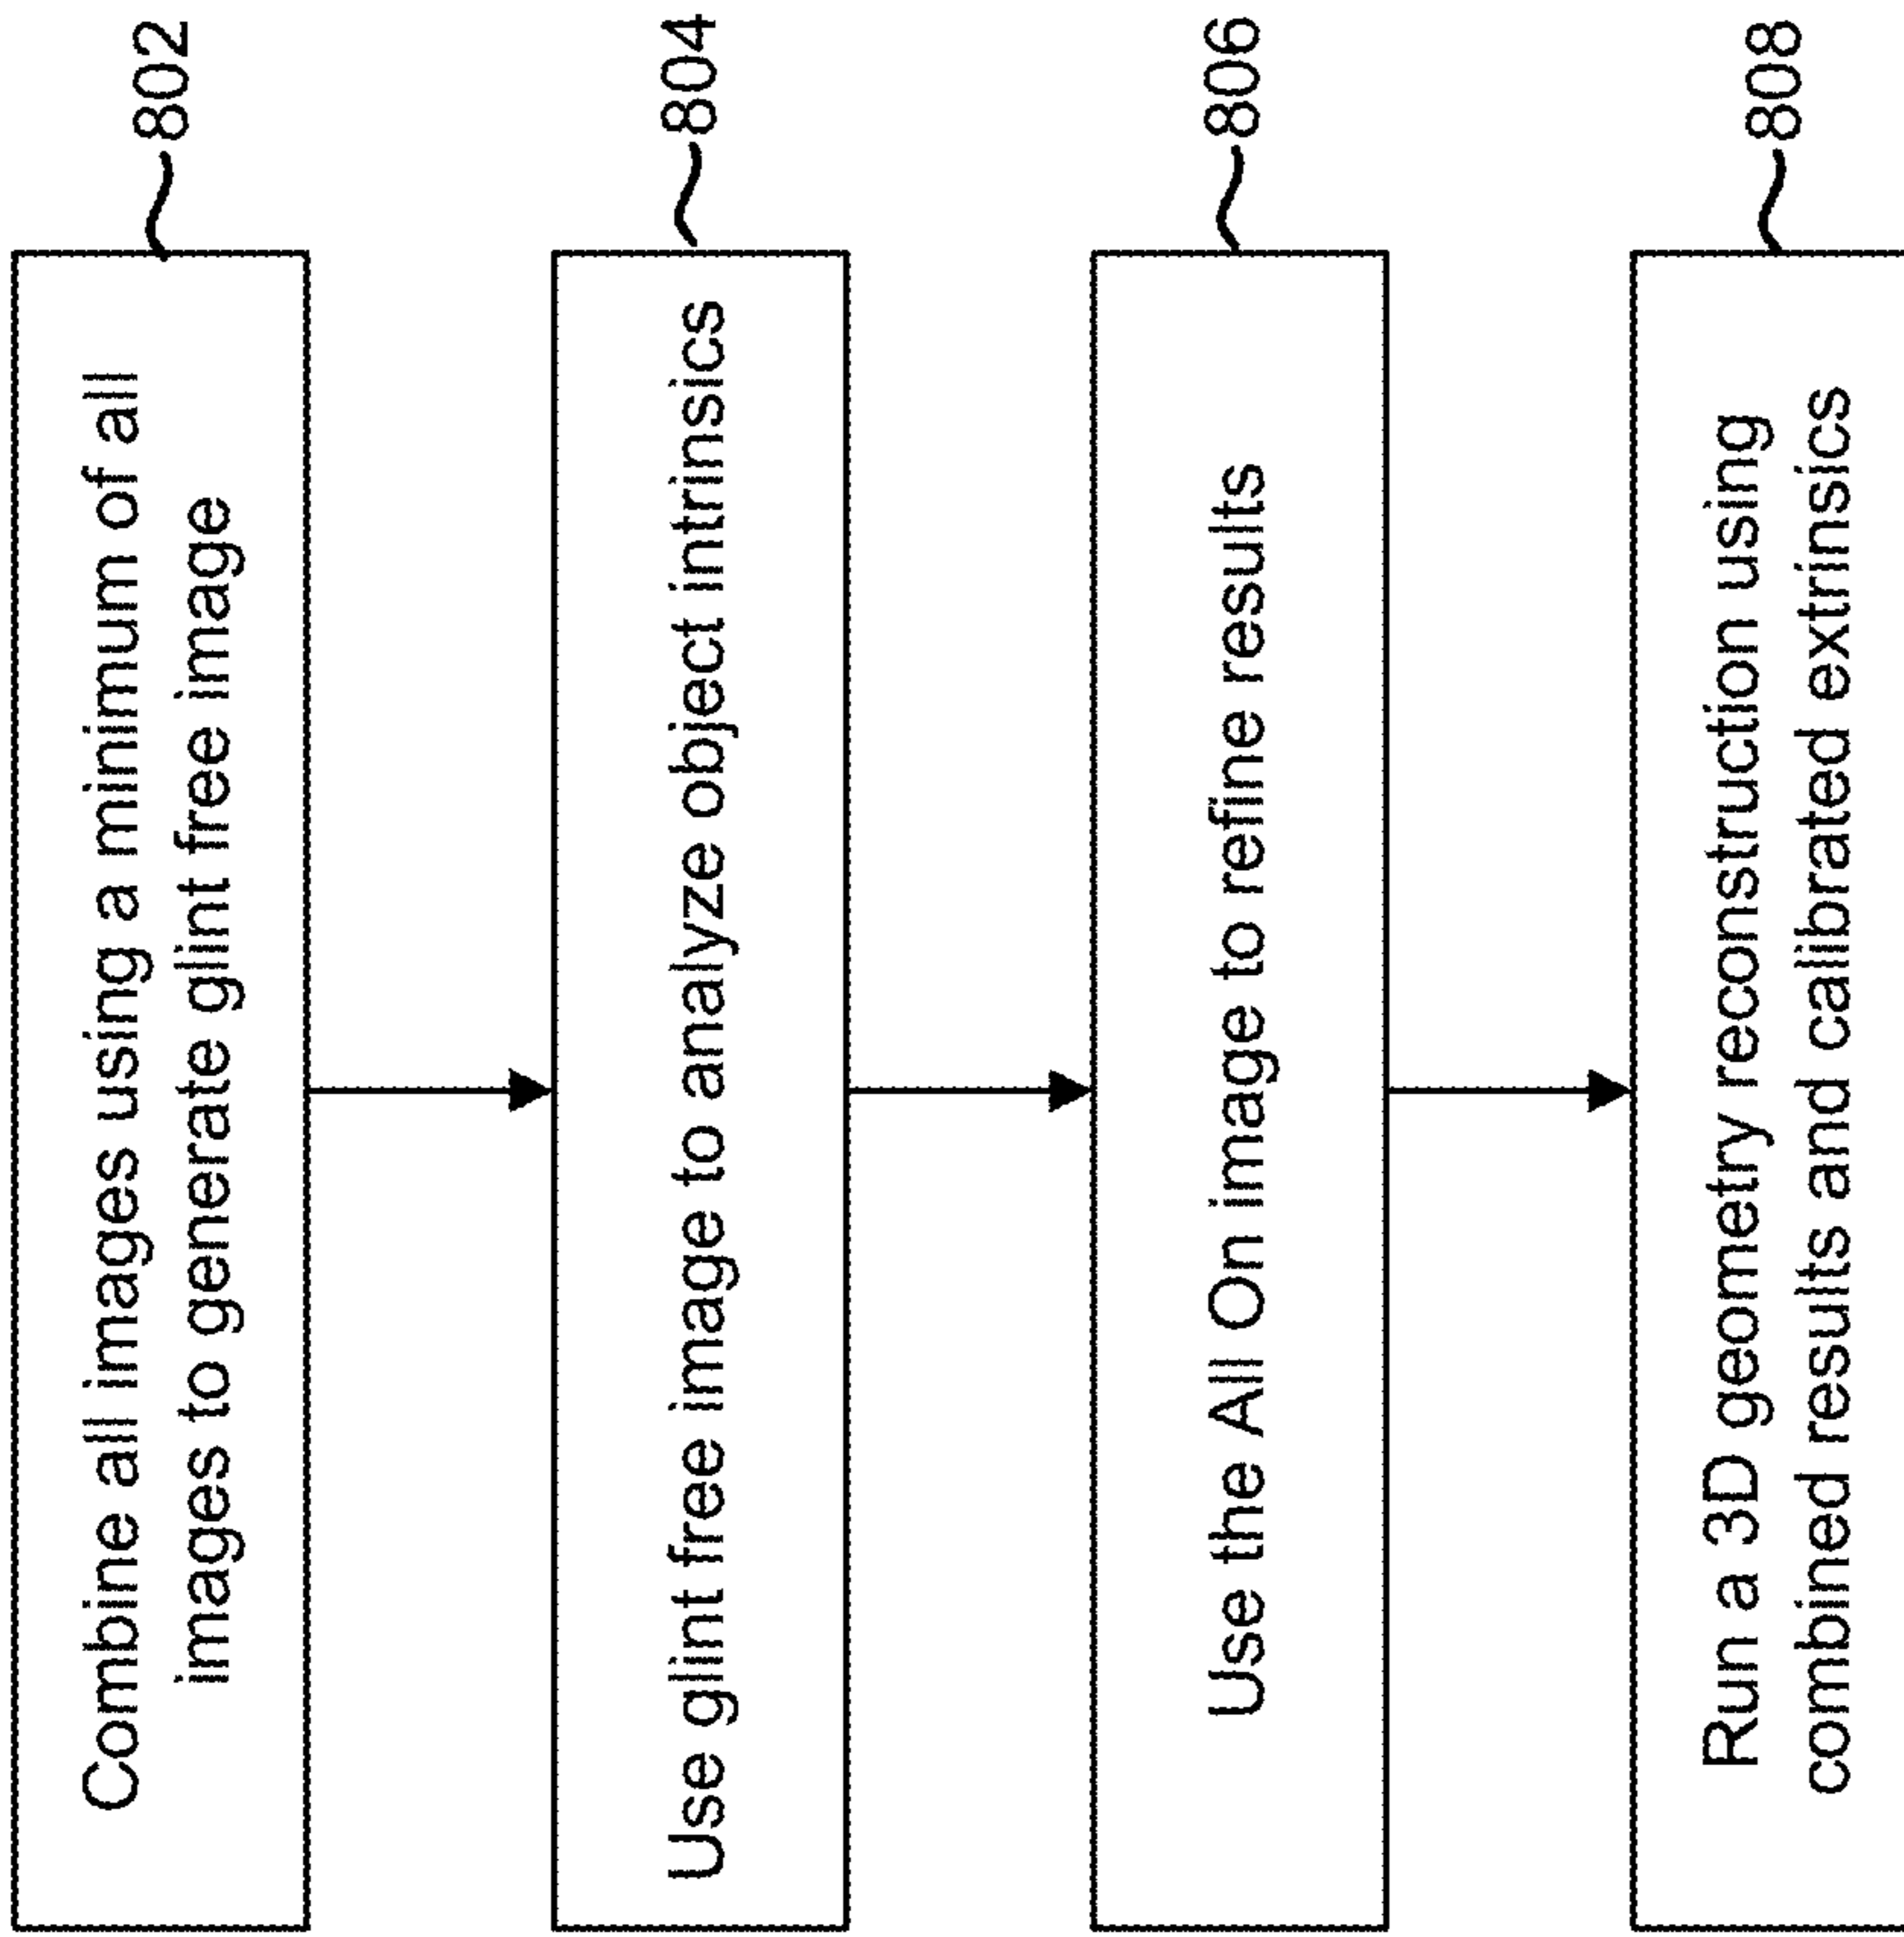 Combine all images using a minimum of all
images to generate glint free image
802
Use glint free image to analyze object intrinsics
804
Use the All On image to refine results
806
Run a 3D geometry reconstruction using
combined results and calibrated extrinsics
808